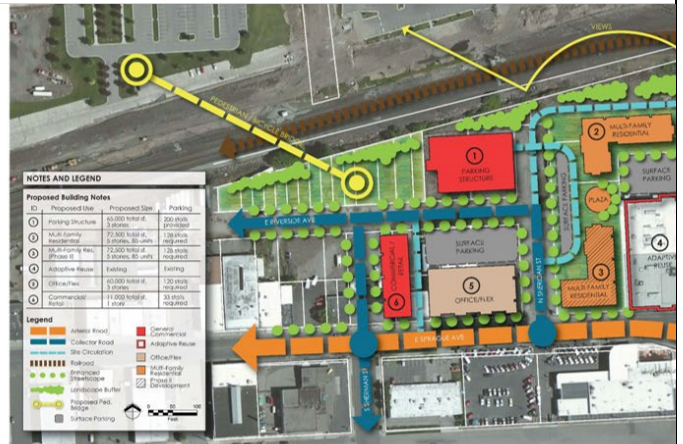 VIEWS
PEDESTRIAN / BICYCLE BRIDGE
1
PARKING
STRUCTURE
2
MULTI-FAMILY
RESIDENTIAL
SURFACE
PARKING
SURFACE PARKING
PLAZA
E RIVERSIDE AVE
COMMERCIAL /
RETAIL
6
SURFACE
PARKING
5
OFFICE/FLEX
N SHERIDAN ST
3
MULTI-FAMILY
RESIDENTIAL
4
ADAPTIVE
REUSE
E SPRAGUE AVE
S SHERMAN ST
NOTES AND LEGEND
Proposed Building Notes
ID Proposed Use Proposed Size Parking
1 Parking Structure 65,000 total sf, 3 stories 200 stalls provided
2 Multi-Family Residential 72,500 total sf, 5 stories, 85 units 128 stalls required
3 Multi-Family Res. (Phase II) 72,500 total sf, 5 stories, 85 units 128 stalls required
4 Adaptive Reuse Existing Existing
5 Office/Flex 60,000 total sf, 3 stories 120 stalls required
6 Commercial Retail 11,000 total sf, 1 story 33 stalls required
Legend
Arterial Road
Collector Road
Site Circulation
Railroad
Enhanced Streetscape
Landscape Buffer
Proposed Ped. Bridge
Surface Parking
General Commercial
Adaptive Reuse
Office/Flex
Multi-Family Residential
Phase II Development
0 50 100
Feet